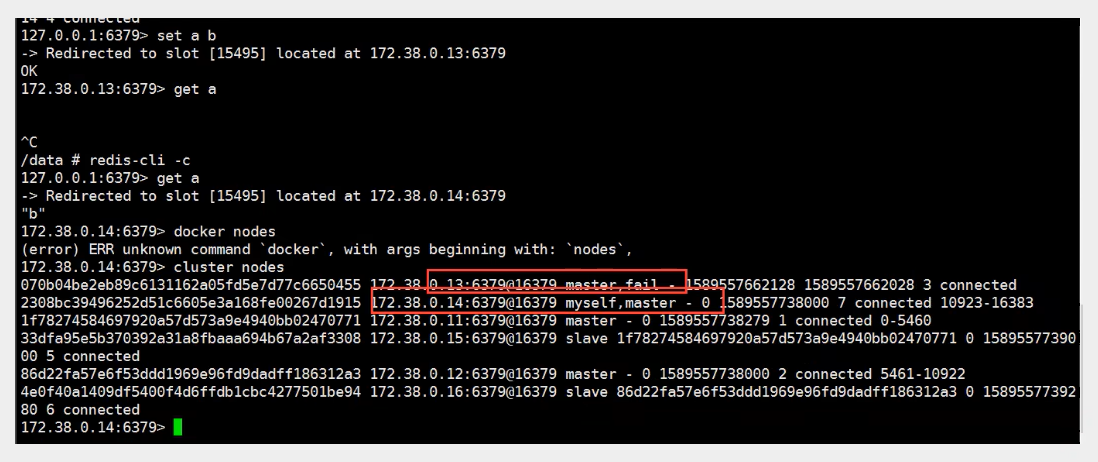 14 4 connected
127.0.0.1:6379> set a b
-> Redirected to slot [15495] located at 172.38.0.13:6379
OK
172.38.0.13:6379> get a
^C
/data # redis-cli -c
127.0.0.1:6379> get a
-> Redirected to slot [15495] located at 172.38.0.14:6379
"b"
172.38.0.14:6379> docker nodes
(error) ERR unknown command `docker`, with args beginning with: `nodes`,
172.38.0.14:6379> cluster nodes
070b04be2eb89c6131162a05fd5e7d77c6650455 172.38.0.13:6379@16379 master,fail - 1589557662128 1589557662028 3 connected
2308bc39496252d51c6605e3a168fe00267d1915 172.38.0.14:6379@16379 myself,master - 0 1589557738000 7 connected 10923-16383
1f78274584697920a57d573a9e4940bb02470771 172.38.0.11:6379@16379 master - 0 1589557738279 1 connected 0-5460
33dfa95e5b370392a31a8fbaaa694b67a2af3308 172.38.0.15:6379@16379 slave 1f78274584697920a57d573a9e4940bb02470771 0 15895577390
00 5 connected
86d22fa57e6f53ddd1969e96fd9dadff186312a3 172.38.0.12:6379@16379 master - 0 1589557738000 2 connected 5461-10922
4e0f40a1409df5400f4d6ffdb1cbc4277501be94 172.38.0.16:6379@16379 slave 86d22fa57e6f53ddd1969e96fd9dadff186312a3 0 15895577392
80 6 connected
172.38.0.14:6379>